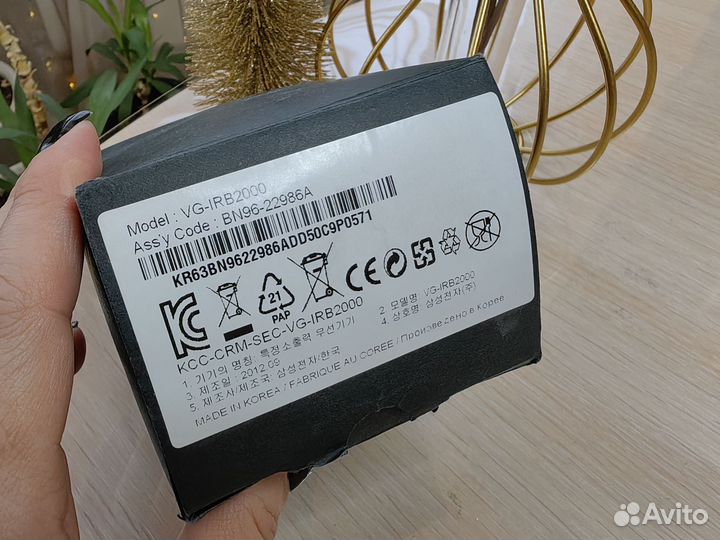 Model : VG-IRB2000
Ass'y Code : BN96-22986A
KR63BN9622986ADD50C9P0571
21
PAP
CE
KC
KCC-CRM-SEC-VG-IRB2000
1. 기기의 명칭: 특정소출력 무선기기
2. 모델명: VG-IRB2000
3. 제조일 : 2012.09
4. 상호명: 삼성전자(주)
5. 제조사/제조국: 삼성전자/한국
MADE IN KOREA / FABRIQUE AU COREE / Произведено в Корее
Avito